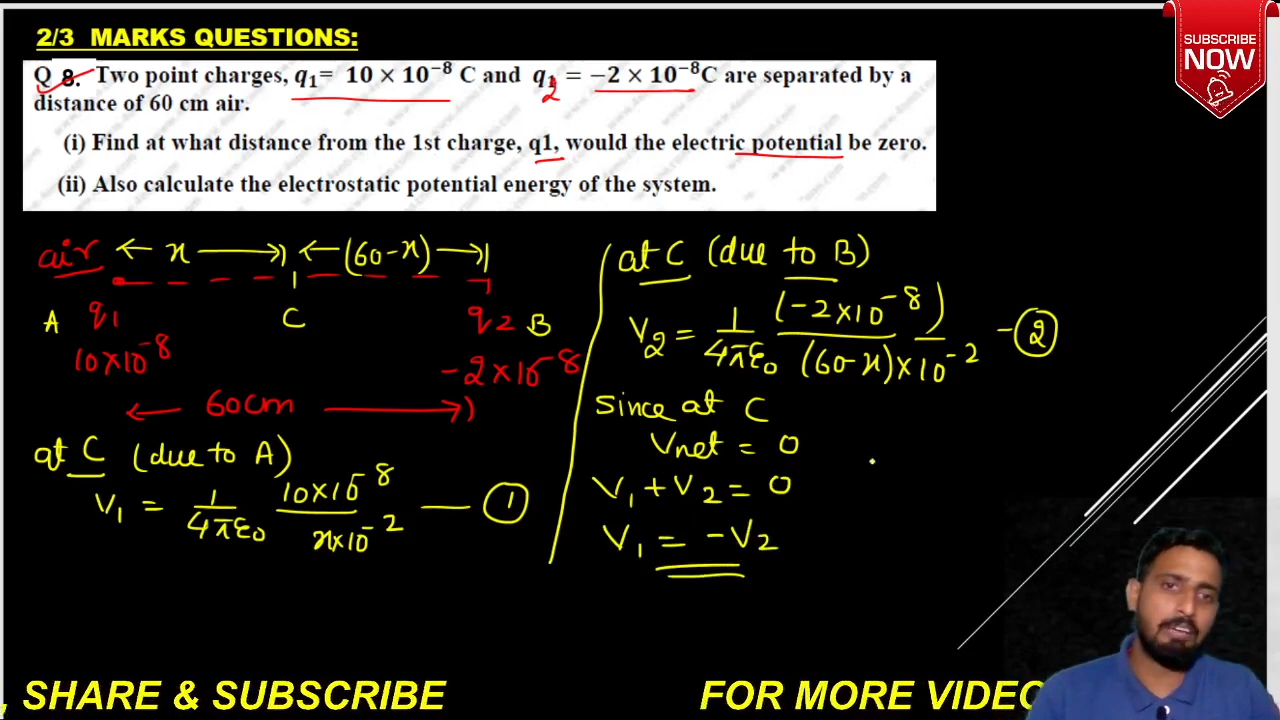 2/3 MARKS QUESTIONS:
Q 8. Two point charges, q₁= 10 × 10⁻⁸ C and q₁ = −2 × 10⁻⁸C are separated by a
2
distance of 60 cm air.
(i) Find at what distance from the 1st charge, q1, would the electric potential be zero.
(ii) Also calculate the electrostatic potential energy of the system.
air ← x → ← (60-x) →
A q1 C q2 B
10×10⁻⁸ -2×10⁻⁸
← 60cm →
at C (due to A)
V₁ = 1/4πε₀ 10×10⁻⁸/x×10⁻² — ①
at C (due to B)
V₂ = 1/4πε₀ (-2×10⁻⁸)/(60-x)×10⁻² - ②
Since at C
Vnet = 0
V₁ + V₂ = 0
V₁ = -V₂
SUBSCRIBE
NOW
, SHARE & SUBSCRIBE FOR MORE VIDEO